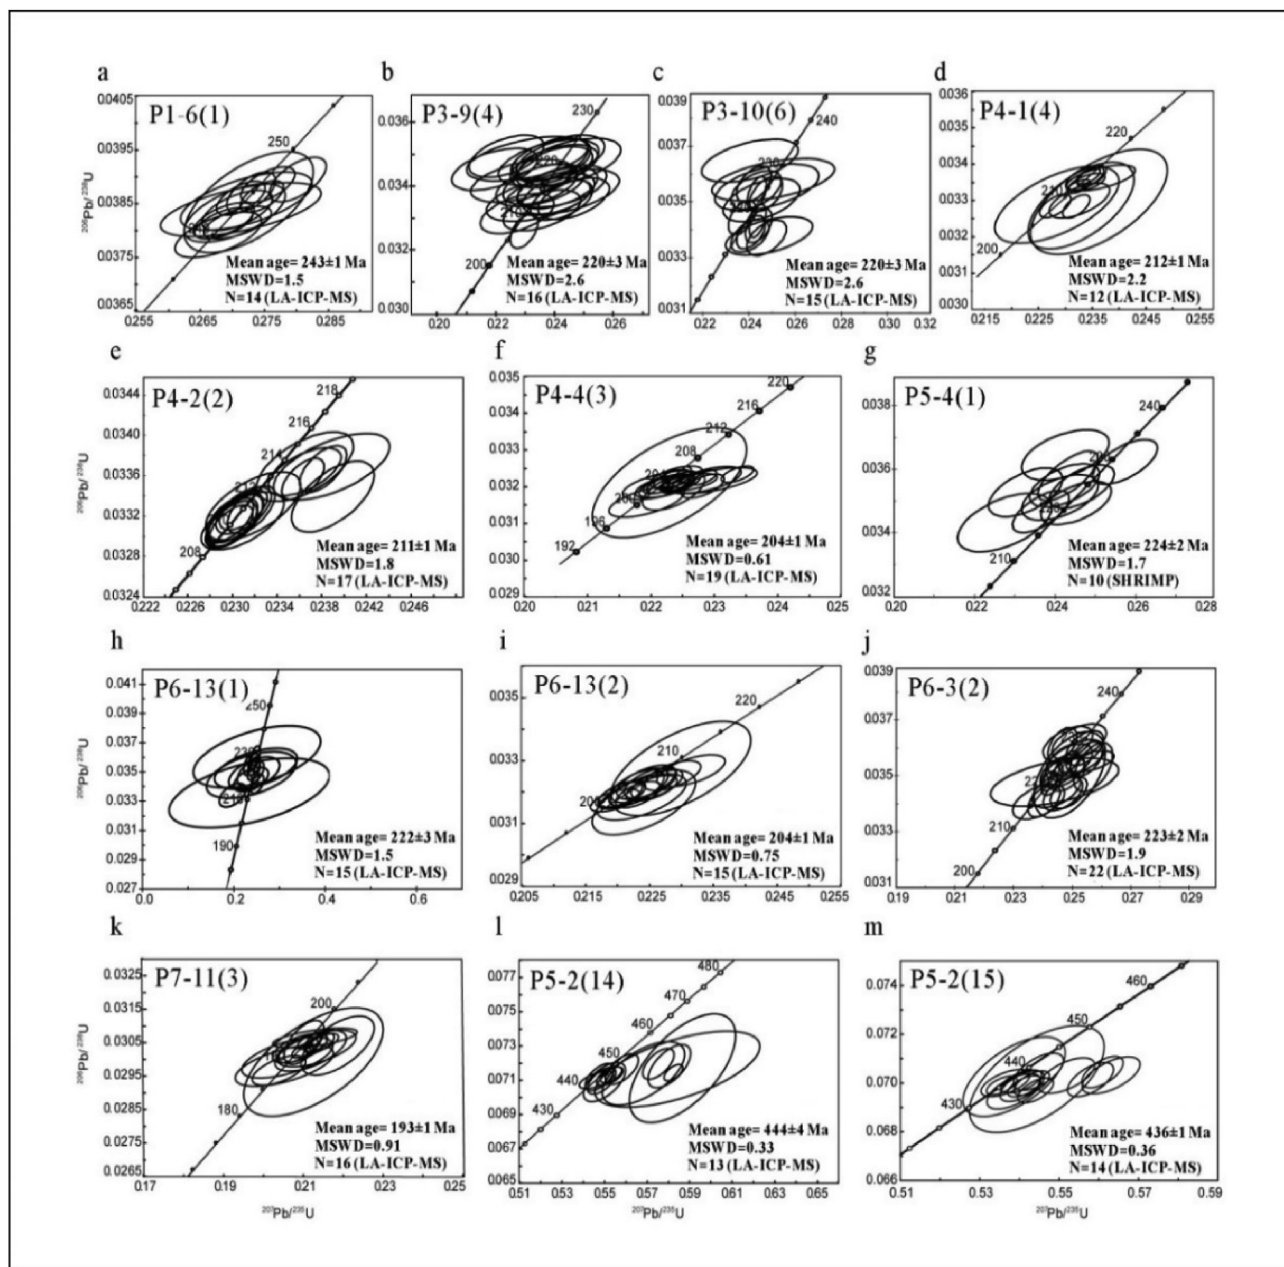 a
P1-6(1)
0.0405
0.0395
0.0385
0.0375
0.0365
250
²⁰⁶Pb/²³⁸U
Mean age= 243±1 Ma
MSWD=1.5
N=14 (LA-ICP-MS)
0.255 0.265 0.275 0.285
b
P3-9(4)
0.036
0.034
0.032
0.030
230
220
210
200
Mean age= 220±3 Ma
MSWD=2.6
N=16 (LA-ICP-MS)
0.20 0.22 0.24 0.26
c
P3-10(6)
0.039
0.037
0.035
0.033
0.031
240
230
Mean age= 220±3 Ma
MSWD=2.6
N=15 (LA-ICP-MS)
0.22 0.24 0.26 0.28 0.30 0.32
d
P4-1(4)
0.036
0.035
0.034
0.033
0.032
0.031
0.030
220
210
200
Mean age= 212±1 Ma
MSWD=2.2
N=12 (LA-ICP-MS)
0.215 0.225 0.235 0.245 0.255
e
P4-2(2)
0.0344
0.0340
0.0336
0.0332
0.0328
0.0324
218
216
214
212
208
²⁰⁶Pb/²³⁸U
Mean age= 211±1 Ma
MSWD=1.8
N=17 (LA-ICP-MS)
0.222 0.226 0.230 0.234 0.238 0.242 0.246
f
P4-4(3)
0.035
0.034
0.033
0.032
0.031
0.030
0.029
220
216
212
208
204
200
196
192
Mean age= 204±1 Ma
MSWD=0.61
N=19 (LA-ICP-MS)
0.20 0.21 0.22 0.23 0.24 0.25
g
P5-4(1)
0.038
0.036
0.034
0.032
240
230
220
210
Mean age= 224±2 Ma
MSWD=1.7
N=10 (SHRIMP)
0.20 0.22 0.24 0.26 0.28
h
P6-13(1)
0.041
0.039
0.037
0.035
0.033
0.031
0.029
0.027
250
230
210
190
²⁰⁶Pb/²³⁸U
Mean age= 222±3 Ma
MSWD=1.5
N=15 (LA-ICP-MS)
0.0 0.2 0.4 0.6
i
P6-13(2)
0.035
0.033
0.031
0.029
220
210
Mean age= 204±1 Ma
MSWD=0.75
N=15 (LA-ICP-MS)
0.205 0.215 0.225 0.235 0.245 0.255
j
P6-3(2)
0.039
0.037
0.035
0.033
0.031
240
220
210
200
Mean age= 223±2 Ma
MSWD=1.9
N=22 (LA-ICP-MS)
0.19 0.21 0.23 0.25 0.27 0.29
k
P7-11(3)
0.0325
0.0315
0.0305
0.0295
0.0285
0.0275
0.0265
200
180
²⁰⁶Pb/²³⁸U
Mean age= 193±1 Ma
MSWD=0.91
N=16 (LA-ICP-MS)
0.17 0.19 0.21 0.23 0.25
²⁰⁷Pb/²³⁵U
l
P5-2(14)
0.077
0.075
0.073
0.071
0.069
0.067
0.065
480
470
460
450
440
430
Mean age= 444±4 Ma
MSWD=0.33
N=13 (LA-ICP-MS)
0.51 0.53 0.55 0.57 0.59 0.61 0.63 0.65
²⁰⁷Pb/²³⁵U
m
P5-2(15)
0.074
0.072
0.070
0.068
0.066
460
450
440
430
Mean age= 436±1 Ma
MSWD=0.36
N=14 (LA-ICP-MS)
0.51 0.53 0.55 0.57 0.59
²⁰⁷Pb/²³⁵U